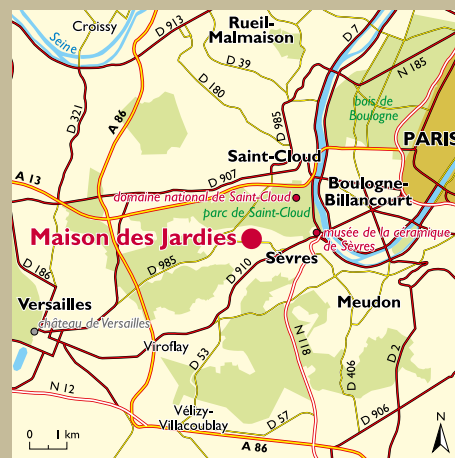 Croissy
D 913
Rueil-
Malmaison
Seine
D 7
D 39
N 185
D 180
D 321
A 86
bois de
Boulogne
D 985
PARIS
Saint-Cloud
A 13
D 907
Boulogne-
Billancourt
domaine national de Saint-Cloud
parc de Saint-Cloud
Maison des Jardies
musée de la céramique
de Sèvres
D 186
D 985
D 910
Sèvres
Versailles
Meudon
château de Versailles
Viroflay
D 53
N 118
D 406
D 2
N 12
Vélizy-
Villacoublay
D 57
D 906
A 86
0 1 km
N